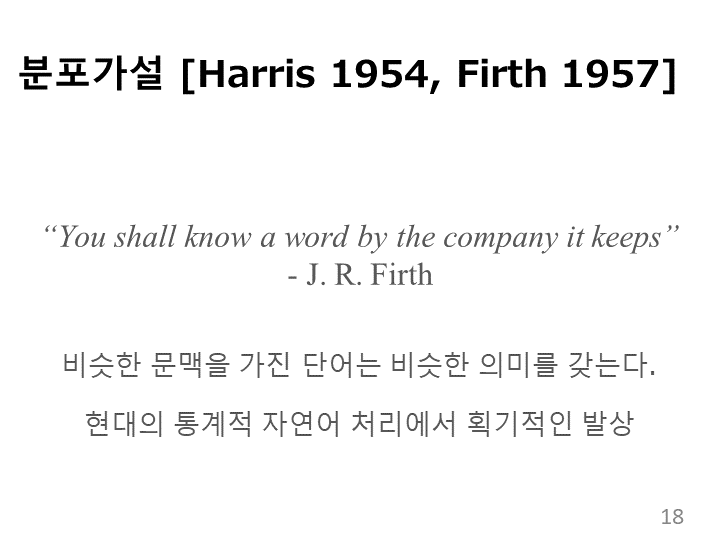 분포가설 [Harris 1954, Firth 1957]
“You shall know a word by the company it keeps”
- J. R. Firth
비슷한 문맥을 가진 단어는 비슷한 의미를 갖는다.
현대의 통계적 자연어 처리에서 획기적인 발상
18